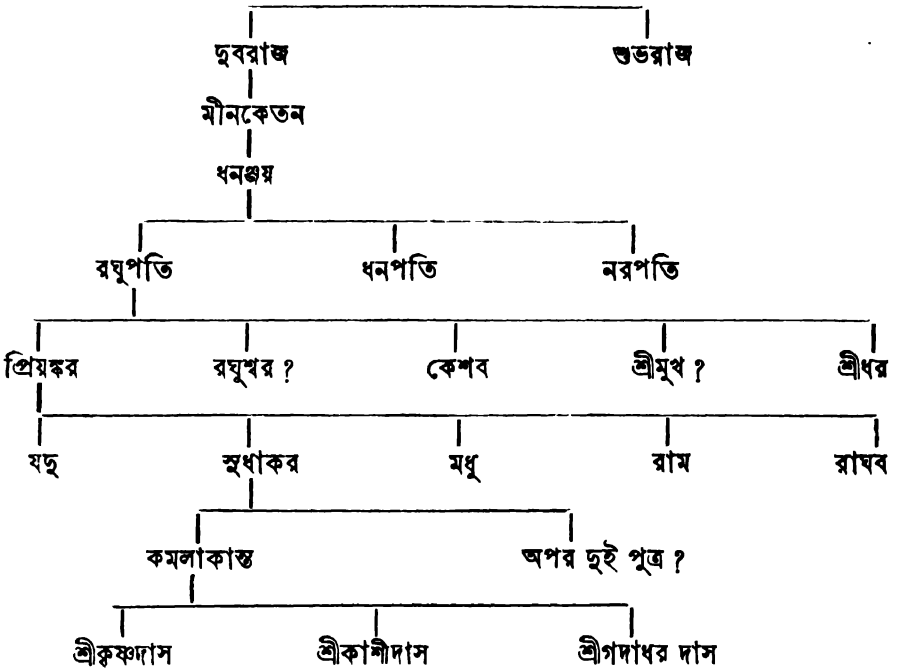 দুবরাজ শুভরাজ
মীনকেতন
ধনঞ্জয়
রঘুপতি ধনপতি নরপতি
প্রিয়ঙ্কর রঘুশ্বর ? কেশব শ্রীমুখ ? শ্রীধর
যদু সুধাকর মধু রাম রাঘব
কমলাকান্ত অপর দুই পুত্র ?
শ্রীকৃষ্ণদাস শ্রীকাশীদাস শ্রীগদাধর দাস